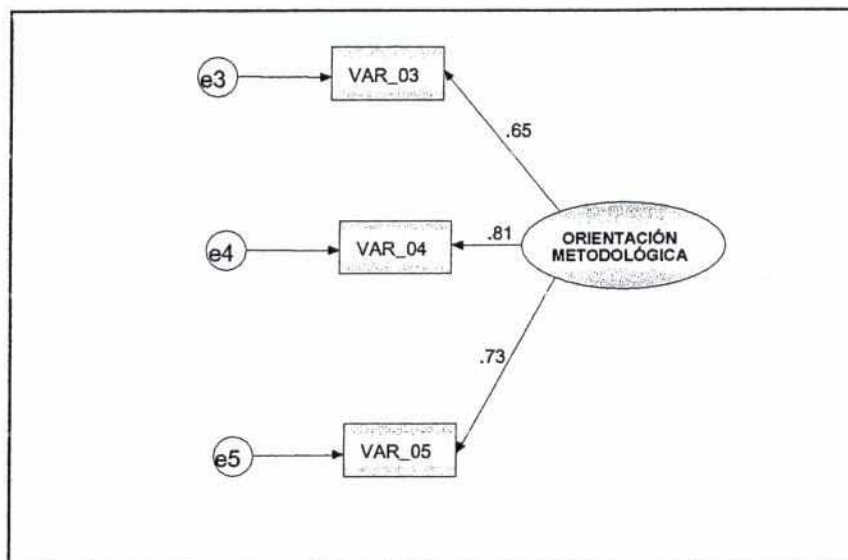 e3
VAR_03
.65
e4
VAR_04
.81
ORIENTACIÓN
METODOLÓGICA
.73
e5
VAR_05